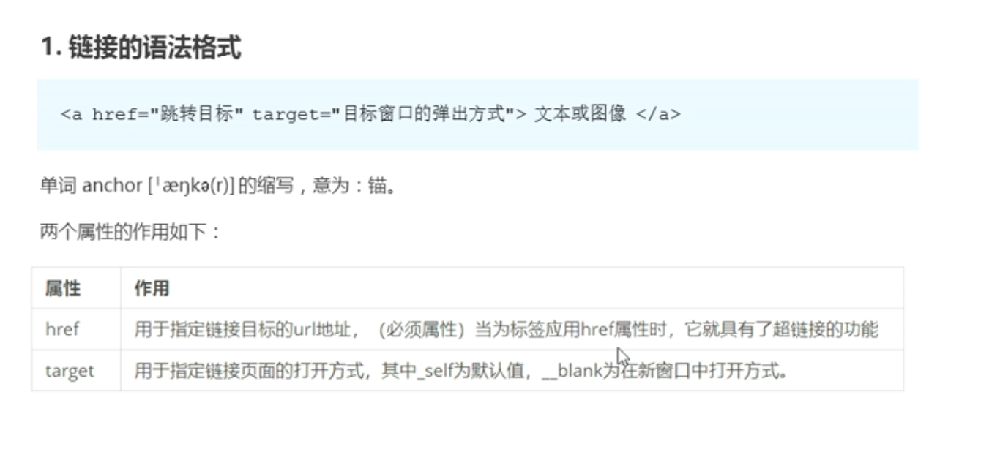 1. 链接的语法格式
<a href="跳转目标" target="目标窗口的弹出方式"> 文本或图像 </a>
单词 anchor [ˈæŋkə(r)] 的缩写，意为：锚。
两个属性的作用如下：
属性 作用
href 用于指定链接目标的url地址，（必须属性）当为标签应用href属性时，它就具有了超链接的功能
target 用于指定链接页面的打开方式，其中_self为默认值，__blank为在新窗口中打开方式。